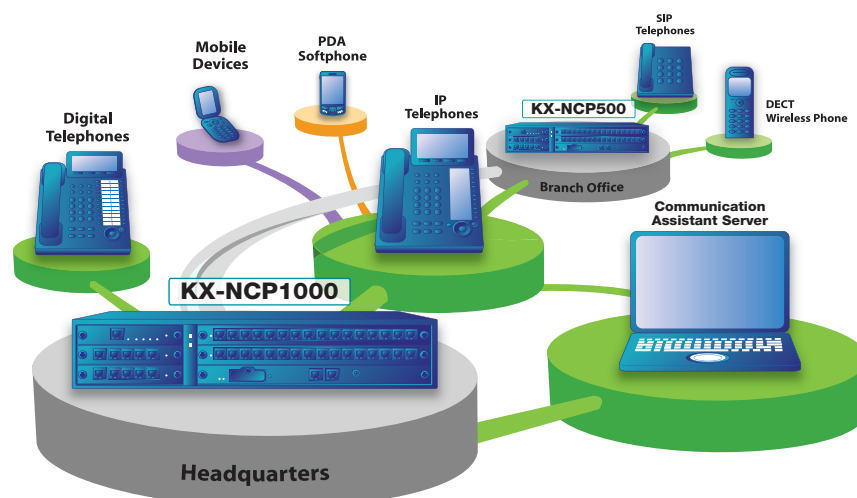 SIP
Telephones
PDA
Softphone
Mobile
Devices
IP
Telephones
KX-NCP500
DECT
Wireless Phone
Digital
Telephones
Branch Office
Communication
Assistant Server
KX-NCP1000
Headquarters